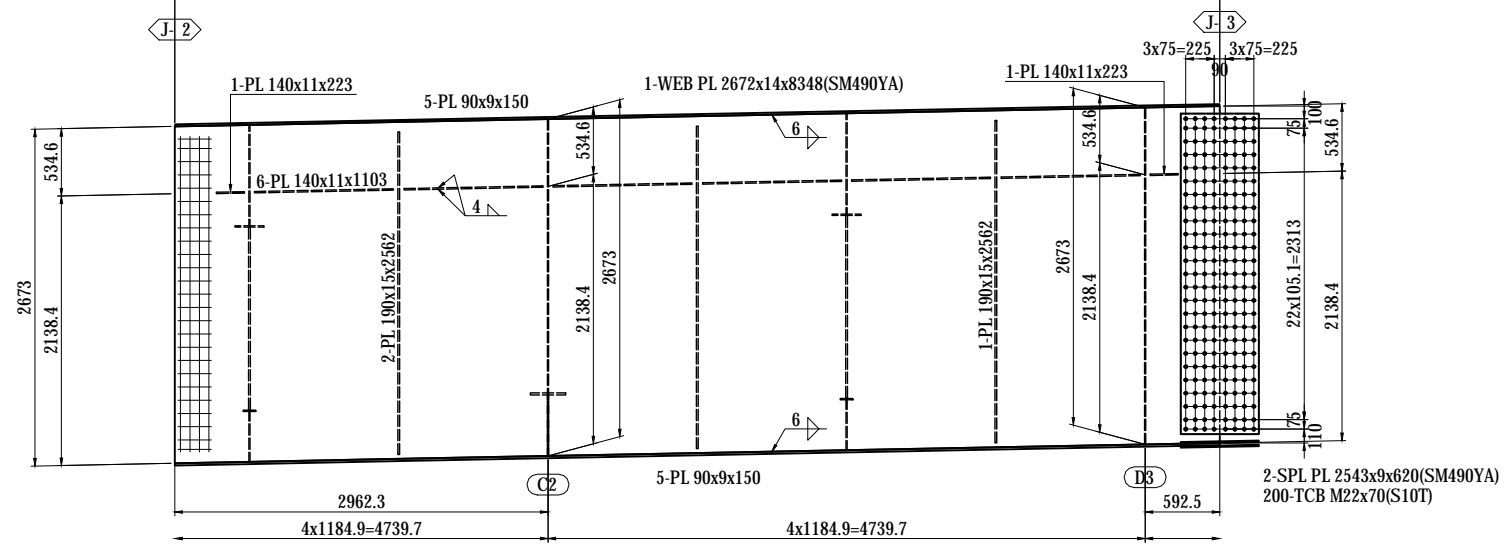 J- 2
J- 3
3x75=225
3x75=225
90
1-PL 140x11x223
5-PL 90x9x150
1-WEB PL 2672x14x8348(SM490YA)
1-PL 140x11x223
100
75
534.6
534.6
534.6
534.6
6
6-PL 140x11x1103
4
2673
2138.4
2-PL 190x15x2562
2138.4
2673
1-PL 190x15x2562
2673
2138.4
22x105.1=2313
2138.4
6
75
110
C2
5-PL 90x9x150
D3
2-SPL PL 2543x9x620(SM490YA)
200-TCB M22x70(S10T)
2962.3
592.5
4x1184.9=4739.7
4x1184.9=4739.7